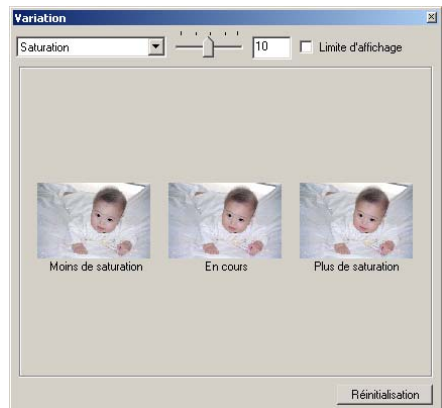 Variation
Saturation 10 Limite d'affichage
Moins de saturation En cours Plus de saturation
Réinitialisation